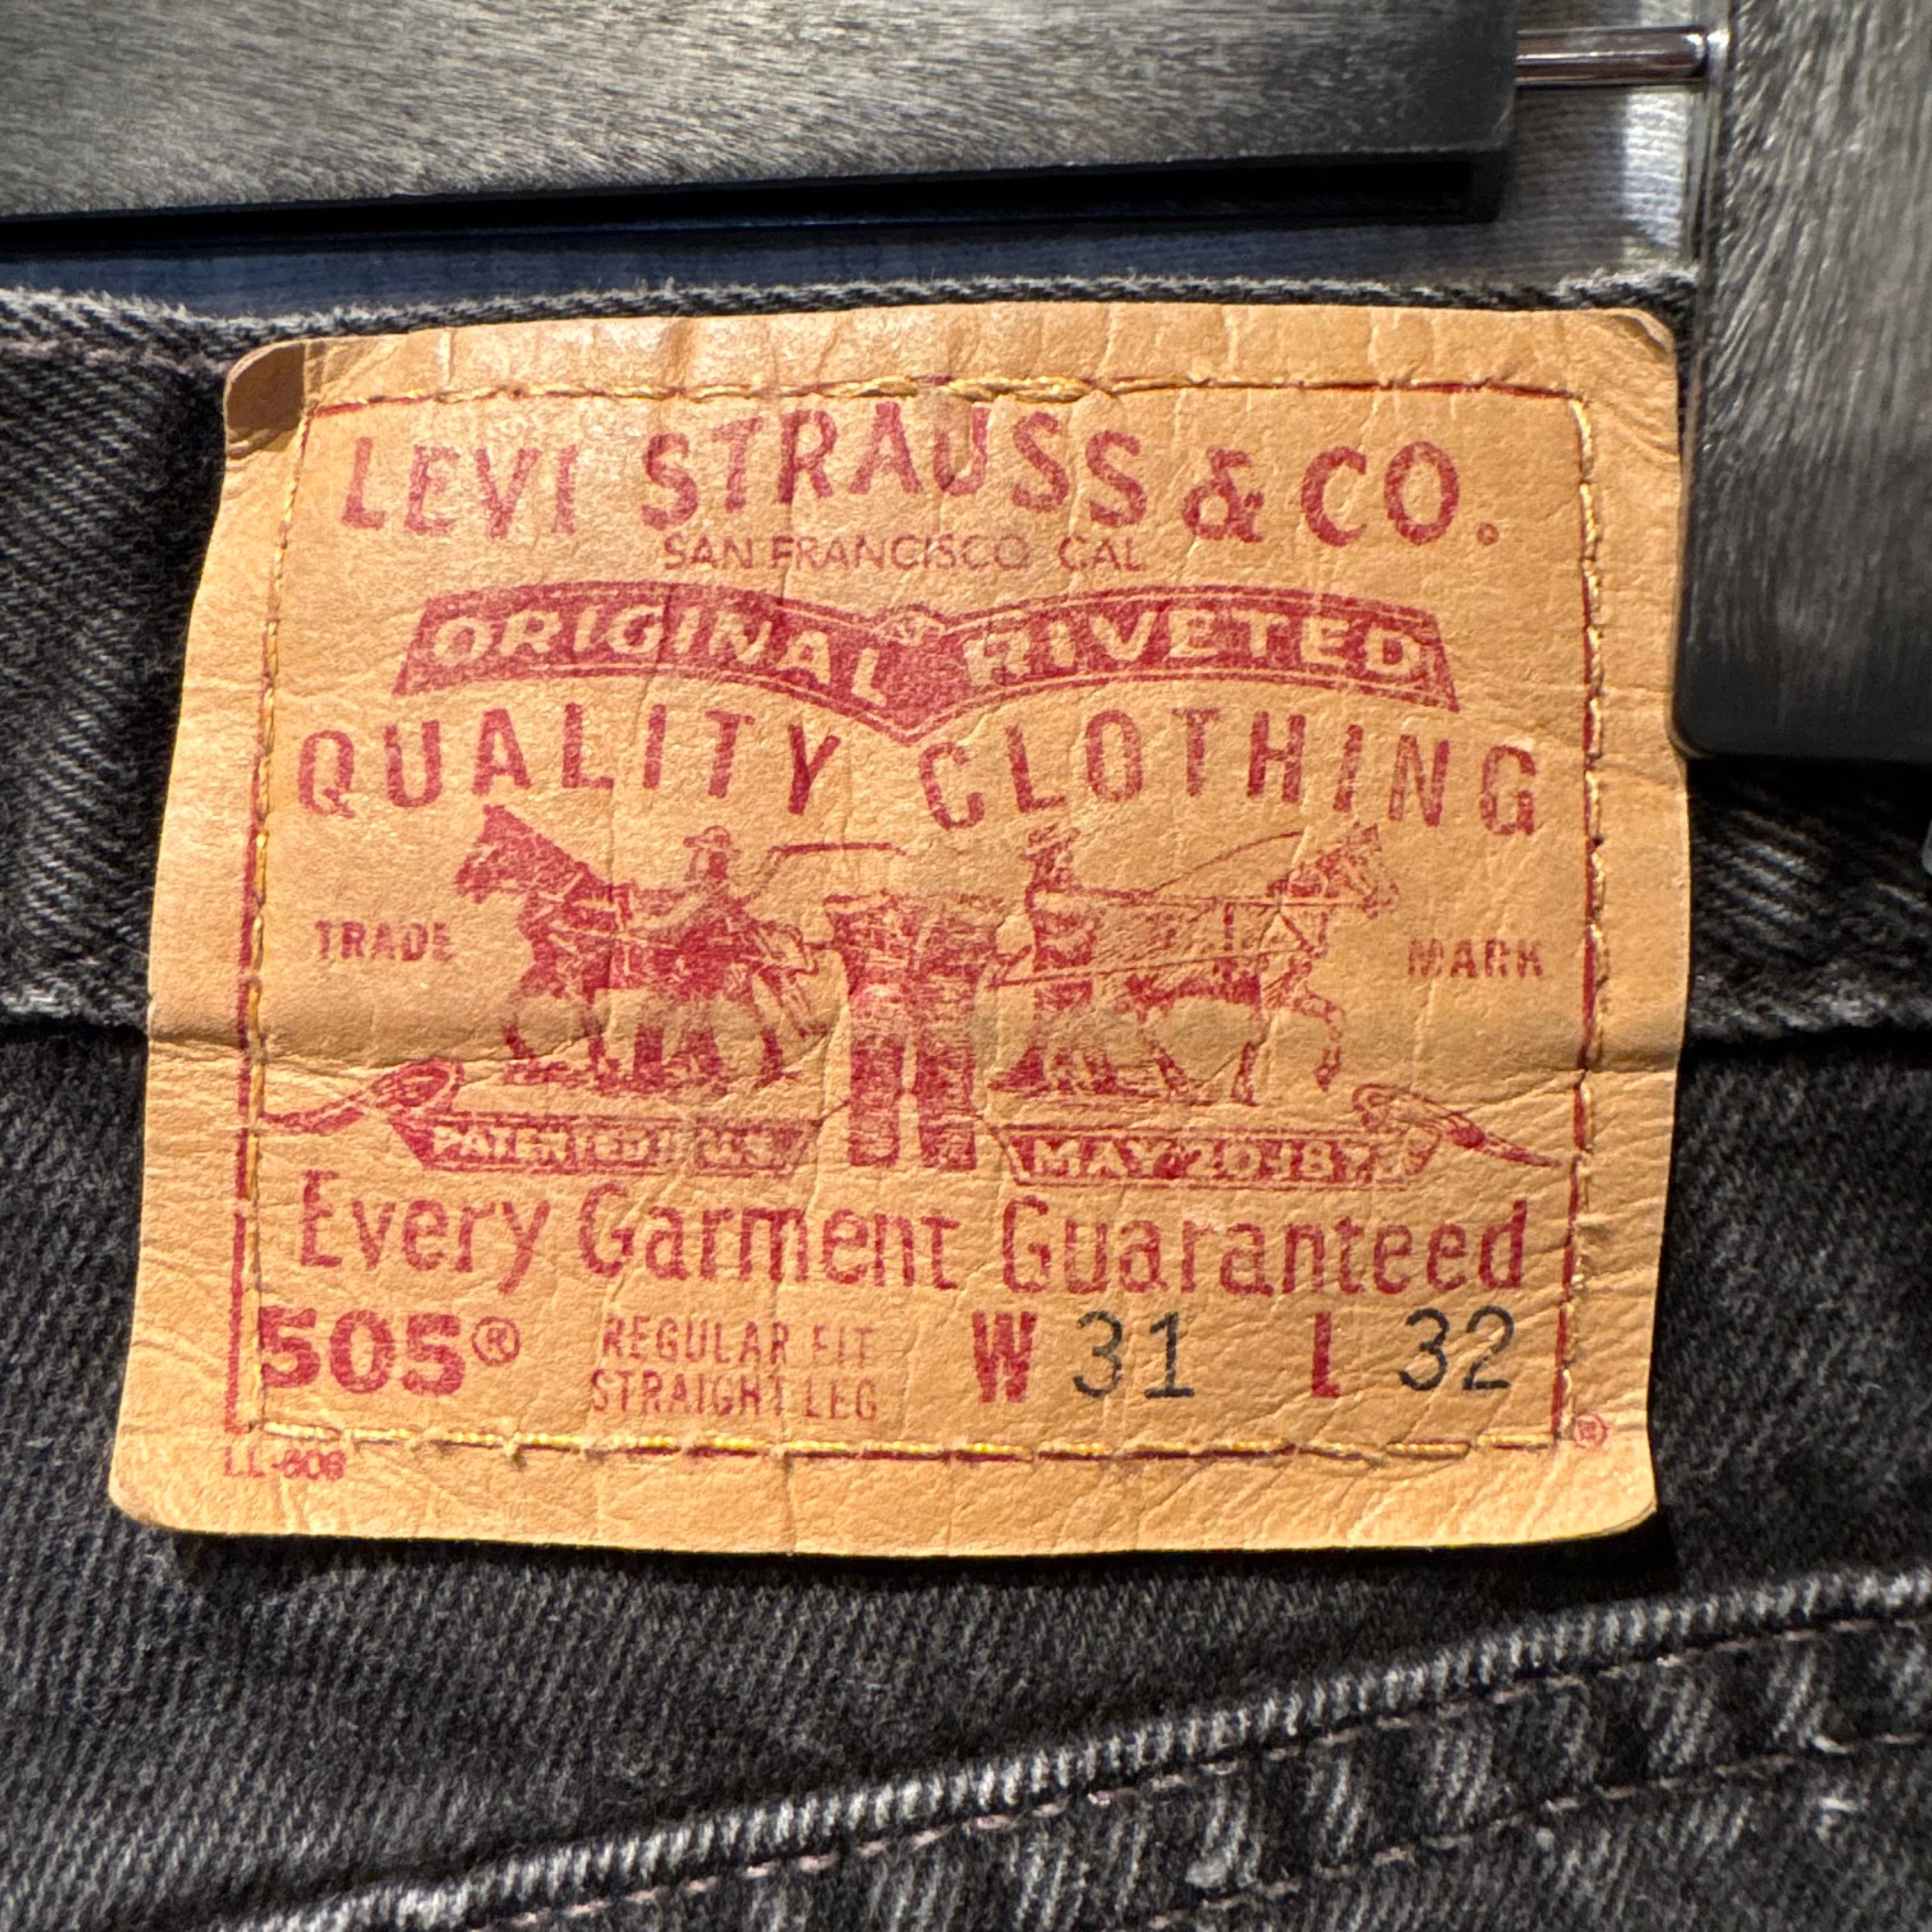 LEVI STRAUSS & CO.
SAN FRANCISCO CAL
ORIGINAL RIVETED
QUALITY CLOTHING
TRADE MARK
PATENTED U.S. MAY 20 1873
Every Garment Guaranteed
505® REGULAR FIT W 31 L 32
STRAIGHT LEG
®